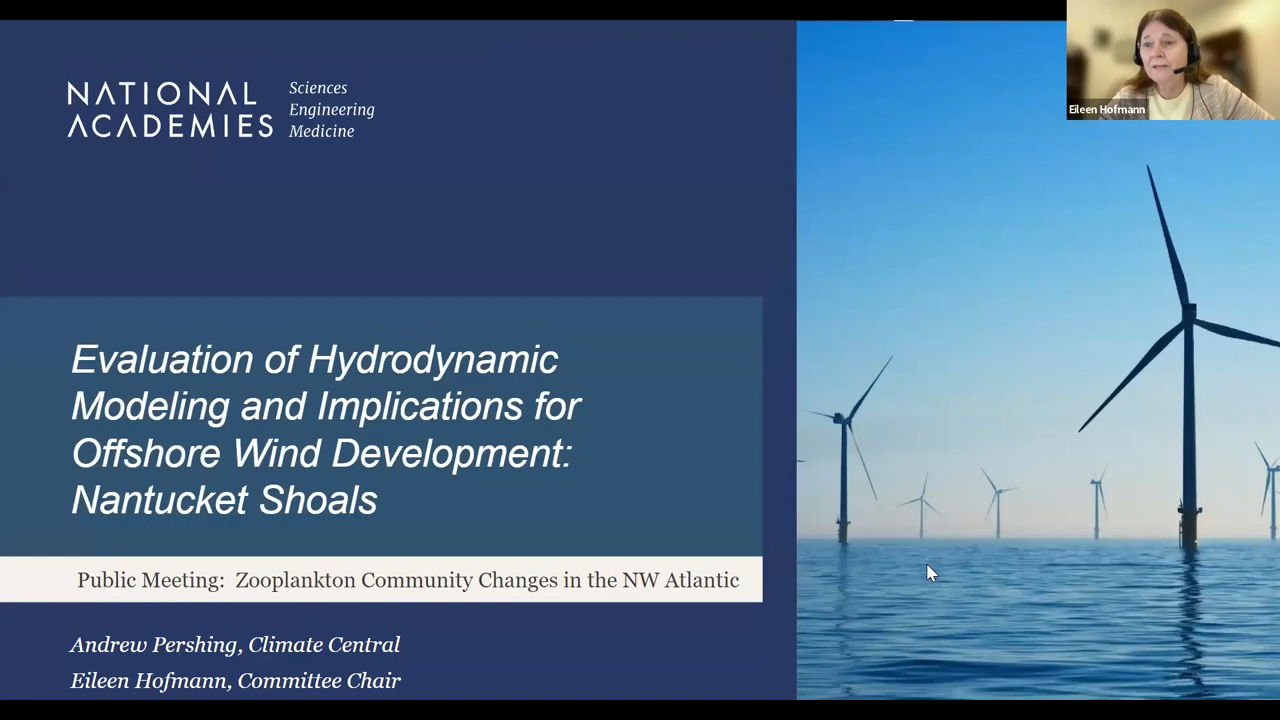 NATIONAL
ACADEMIES
Sciences
Engineering
Medicine
Eileen Hofmann
Evaluation of Hydrodynamic
Modeling and Implications for
Offshore Wind Development:
Nantucket Shoals
Public Meeting: Zooplankton Community Changes in the NW Atlantic
Andrew Pershing, Climate Central
Eileen Hofmann, Committee Chair